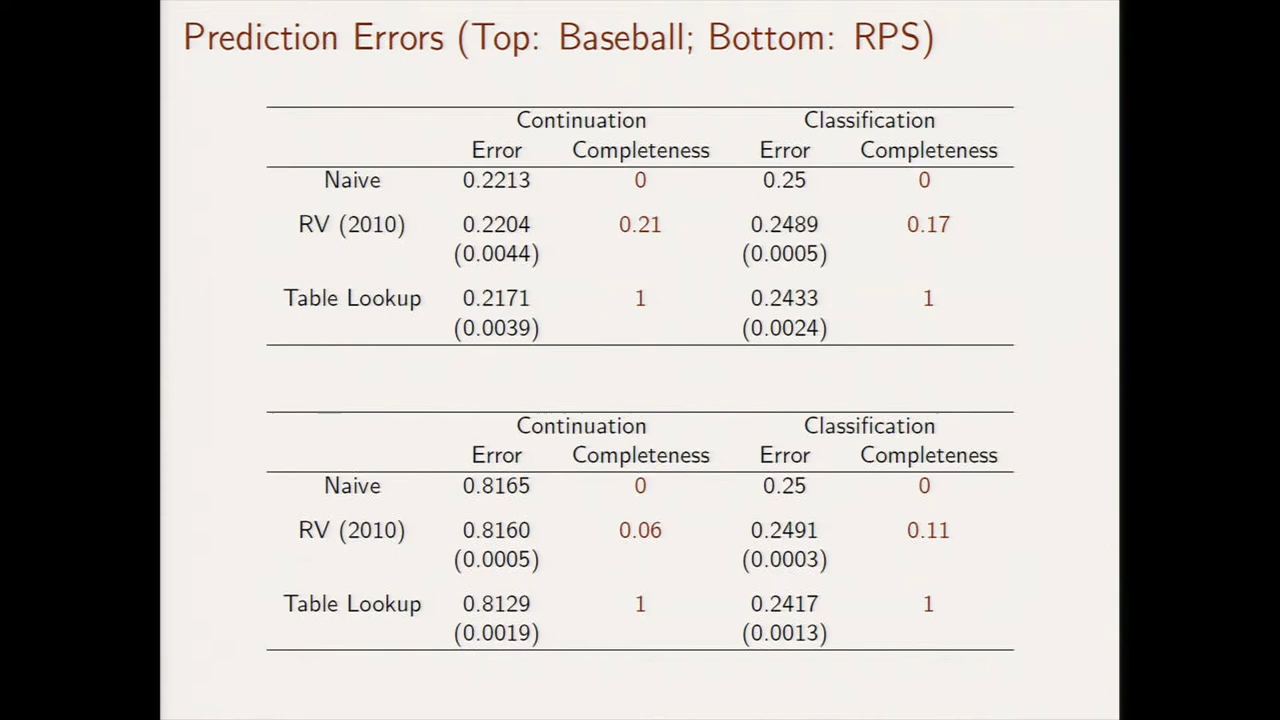 Prediction Errors (Top: Baseball; Bottom: RPS)
Continuation Classification
Error Completeness Error Completeness
Naive 0.2213 0 0.25 0
RV (2010) 0.2204 0.21 0.2489 0.17
(0.0044) (0.0005)
Table Lookup 0.2171 1 0.2433 1
(0.0039) (0.0024)
Continuation Classification
Error Completeness Error Completeness
Naive 0.8165 0 0.25 0
RV (2010) 0.8160 0.06 0.2491 0.11
(0.0005) (0.0003)
Table Lookup 0.8129 1 0.2417 1
(0.0019) (0.0013)